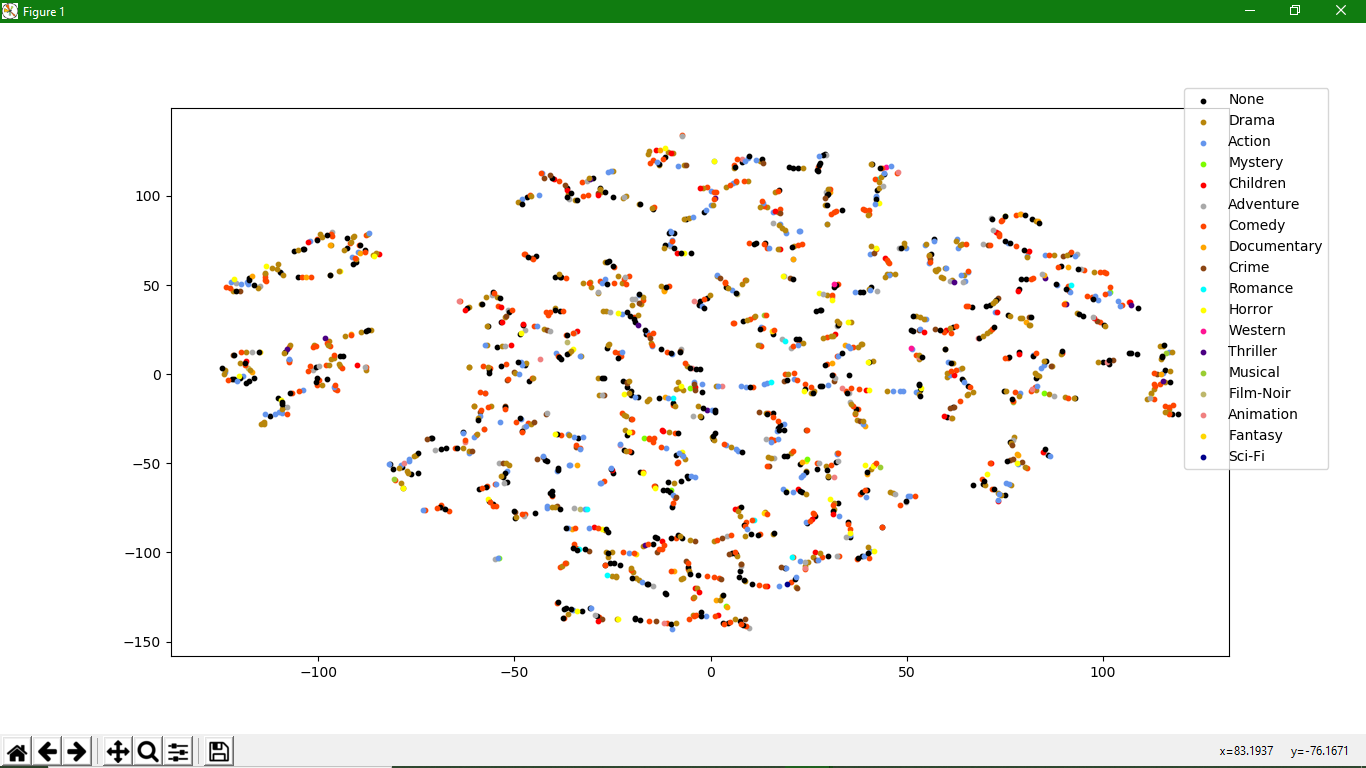 Figure 1
None
Drama
Action
Mystery
Children
Adventure
Comedy
Documentary
Crime
Romance
Horror
Western
Thriller
Musical
Film-Noir
Animation
Fantasy
Sci-Fi
100
50
0
−50
−100
−150
−100 −50 0 50 100
x=83.1937 y=-76.1671